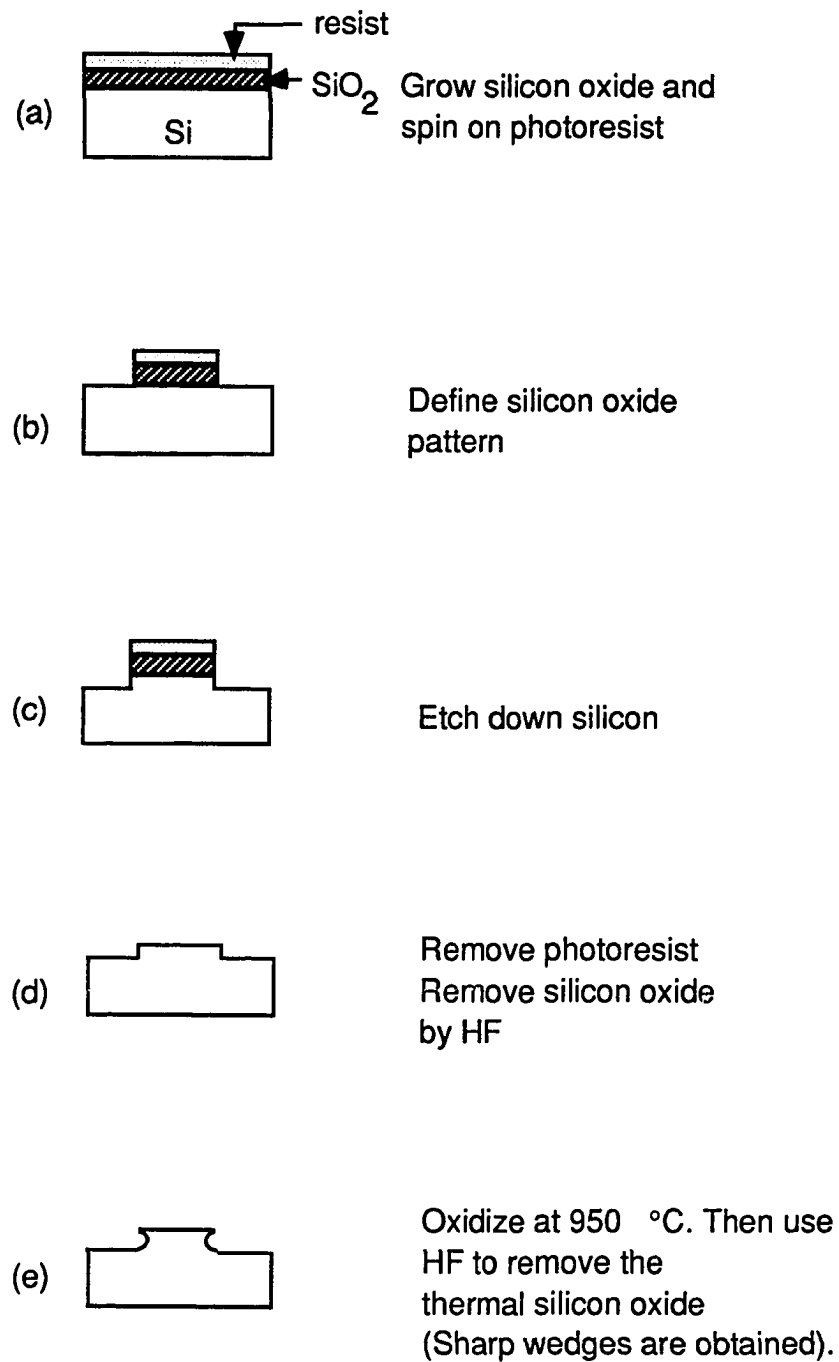 resist
SiO2
Grow silicon oxide and
spin on photoresist
(a)
Si
(b)
Define silicon oxide
pattern
(c)
Etch down silicon
(d)
Remove photoresist
Remove silicon oxide
by HF
(e)
Oxidize at 950 °C. Then use
HF to remove the
thermal silicon oxide
(Sharp wedges are obtained).